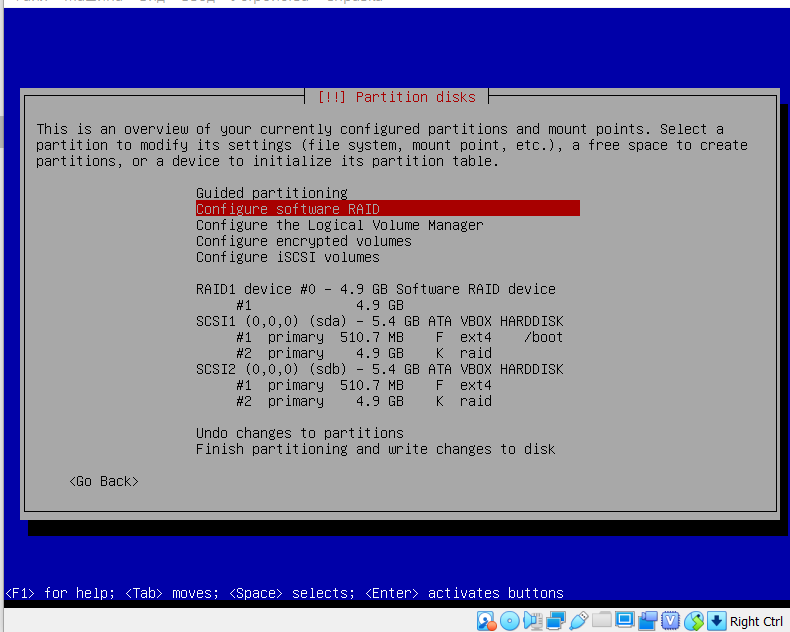 [!!] Partition disks
This is an overview of your currently configured partitions and mount points. Select a
partition to modify its settings (file system, mount point, etc.), a free space to create
partitions, or a device to initialize its partition table.
Guided partitioning
Configure software RAID
Configure the Logical Volume Manager
Configure encrypted volumes
Configure iSCSI volumes
RAID1 device #0 - 4.9 GB Software RAID device
#1 4.9 GB
SCSI1 (0,0,0) (sda) - 5.4 GB ATA VBOX HARDDISK
#1 primary 510.7 MB F ext4 /boot
#2 primary 4.9 GB K raid
SCSI2 (0,0,0) (sdb) - 5.4 GB ATA VBOX HARDDISK
#1 primary 510.7 MB F ext4
#2 primary 4.9 GB K raid
Undo changes to partitions
Finish partitioning and write changes to disk
<Go Back>
<F1> for help; <Tab> moves; <Space> selects; <Enter> activates buttons
Right Ctrl